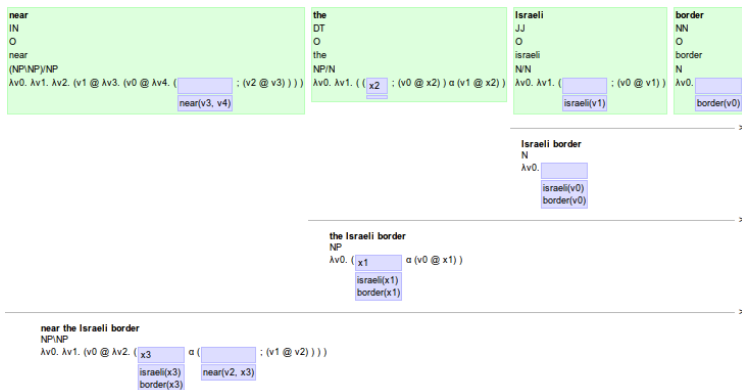 near
IN
O
near
(NP\NP)/NP
λv0. λv1. λv2. (v1 @ λv3. (v0 @ λv4. ( ; (v2 @ v3) ) ) )
near(v3, v4)
the
DT
O
the
NP/N
λv0. λv1. ( ( x2 ; (v0 @ x2) ) α (v1 @ x2) )
Israeli
JJ
O
israeli
N/N
λv0. λv1. ( ; (v0 @ v1) )
israeli(v1)
border
NN
O
border
N
λv0.
border(v0)
>
Israeli border
N
λv0.
israeli(v0)
border(v0)
>
the Israeli border
NP
λv0. ( x1 α (v0 @ x1) )
israeli(x1)
border(x1)
>
near the Israeli border
NP\NP
λv0. λv1. (v0 @ λv2. ( x3 α ( ; (v1 @ v2) ) ) )
israeli(x3) near(v2, x3)
border(x3)